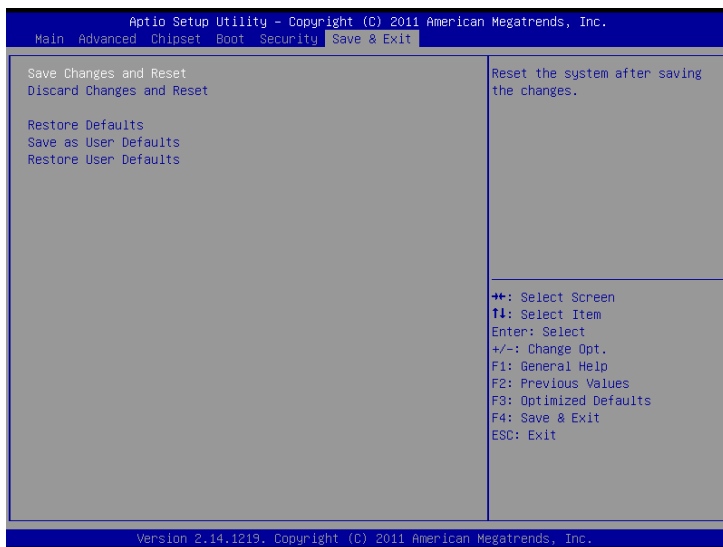 Aptio Setup Utility – Copyright (C) 2011 American Megatrends, Inc.
Main Advanced Chipset Boot Security Save & Exit
Save Changes and Reset
Discard Changes and Reset
Restore Defaults
Save as User Defaults
Restore User Defaults
Reset the system after saving
the changes.
→←: Select Screen
↑↓: Select Item
Enter: Select
+/-: Change Opt.
F1: General Help
F2: Previous Values
F3: Optimized Defaults
F4: Save & Exit
ESC: Exit
Version 2.14.1219. Copyright (C) 2011 American Megatrends, Inc.